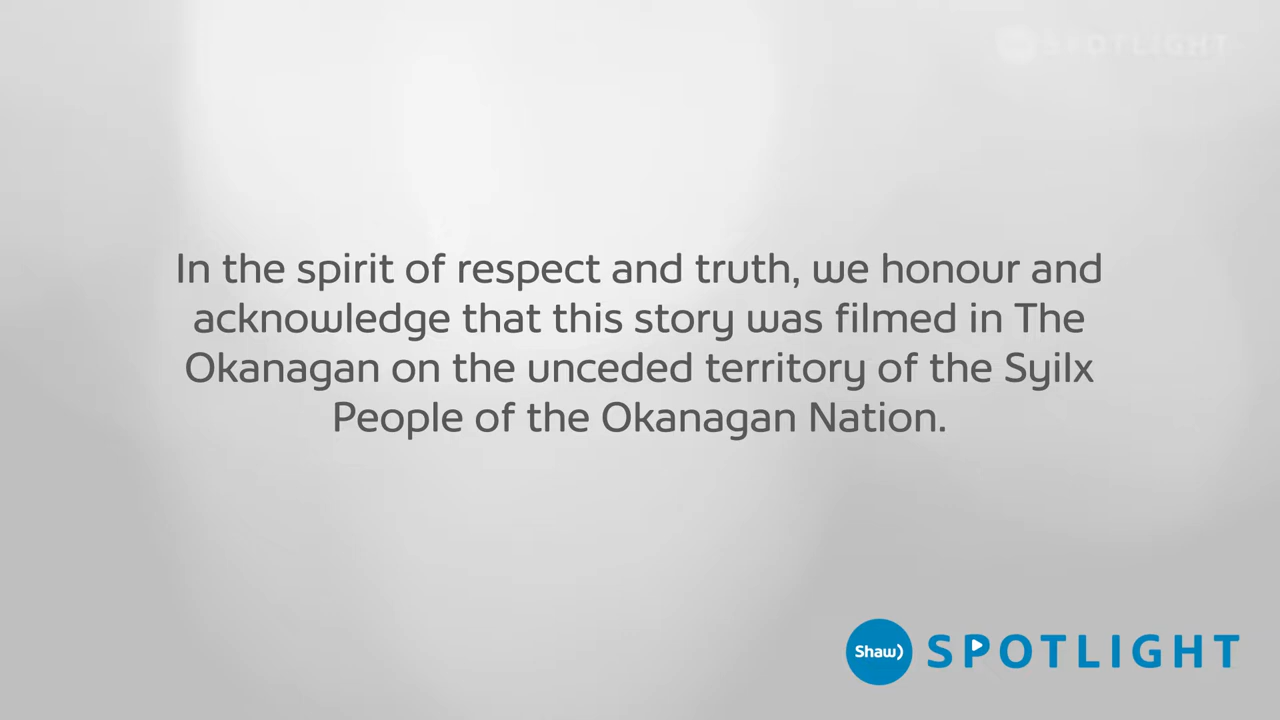 SPOTLIGHT
In the spirit of respect and truth, we honour and
acknowledge that this story was filmed in The
Okanagan on the unceded territory of the Syilx
People of the Okanagan Nation.
Shaw) SPOTLIGHT